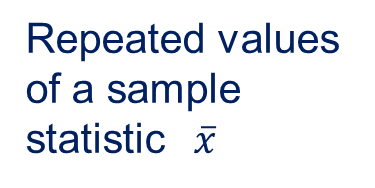 Repeated values
of a sample
statistic x̄